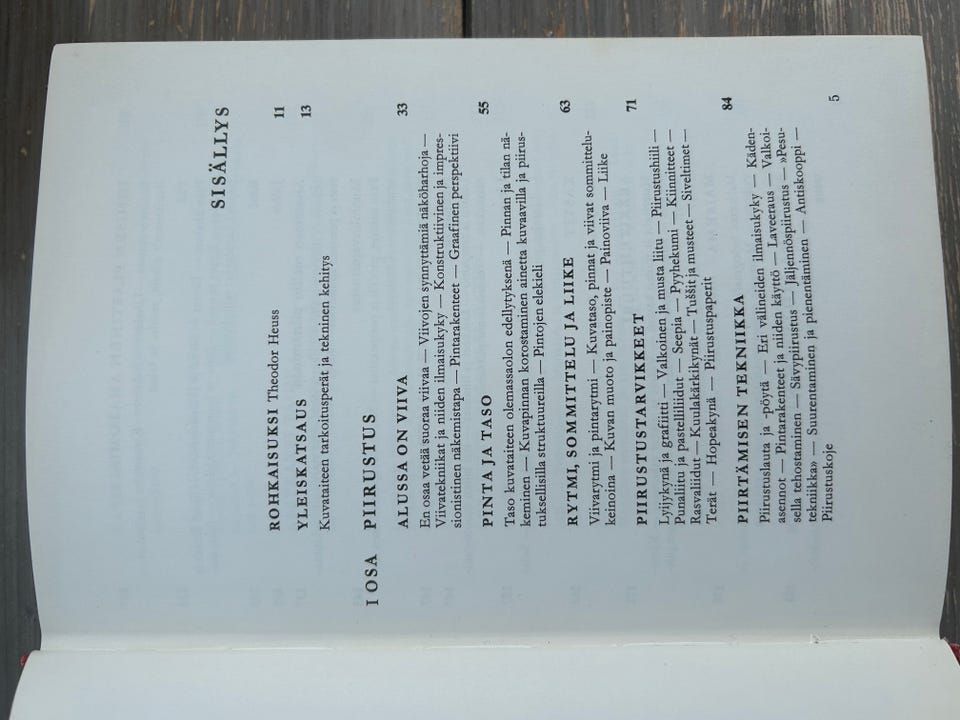 SISÄLLYS
ROHKAISUKSI Theodor Heuss 11
YLEISKATSAUS 13
Kuvataiteen tarkoitusperät ja tekninen kehitys
I OSA PIIRUSTUS
ALUSSA ON VIIVA 33
En osaa vetää suoraa viivaa — Viivojen synnyttämiä näköharhoja —
Viivatekniikat ja niiden ilmaisukyky — Konstruktiivinen ja impres-
sionistinen näkemistapa — Pintarakenteet — Graafinen perspektiivi
PINTA JA TASO 55
Taso kuvataiteen olemassaolon edellytyksenä — Pinnan ja tilan nä-
keminen — Kuvapinnan korostaminen ainetta kuvaavilla ja piirus-
tuksellisilla struktuureilla — Pintojen elekieli
RYTMI, SOMMITTELU JA LIIKE 63
Viivarytmi ja pintarytmi — Kuvataso, pinnat ja viivat sommittelu-
keinoina — Kuvan muoto ja painopiste — Painoviiva — Liike
PIIRUSTUSTARVIKKEET 71
Lyijykynä ja grafiitti — Valkoinen ja musta liitu — Piirustushiili —
Punaliitu ja pastelliliidut — Seepia — Pyyhekumi — Kiinnitteet —
Rasvaliidut — Kuulakärkikynät — Tuššit ja musteet — Siveltimet —
Terät — Hopeakynä — Piirustuspaperit
PIIRTÄMISEN TEKNIIKKA 84
Piirustuslauta ja -pöytä — Eri välineiden ilmaisukyky — Käden-
asennot — Pintarakenteet ja niiden käyttö — Laveeraus — Valkoi-
sella tehostaminen — Sävypiirustus — Jäljennöspiirustus — »Pesu-
tekniikka» — Suurentaminen ja pienentäminen — Antiskooppi —
Piirustuskoje
5